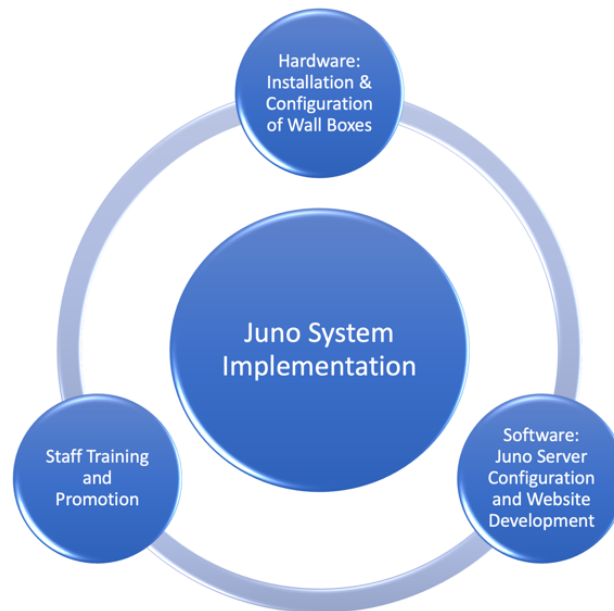 Hardware:
Installation &
Configuration
of Wall Boxes
Juno System
Implementation
Staff Training
and
Promotion
Software:
Juno Server
Configuration
and Website
Development